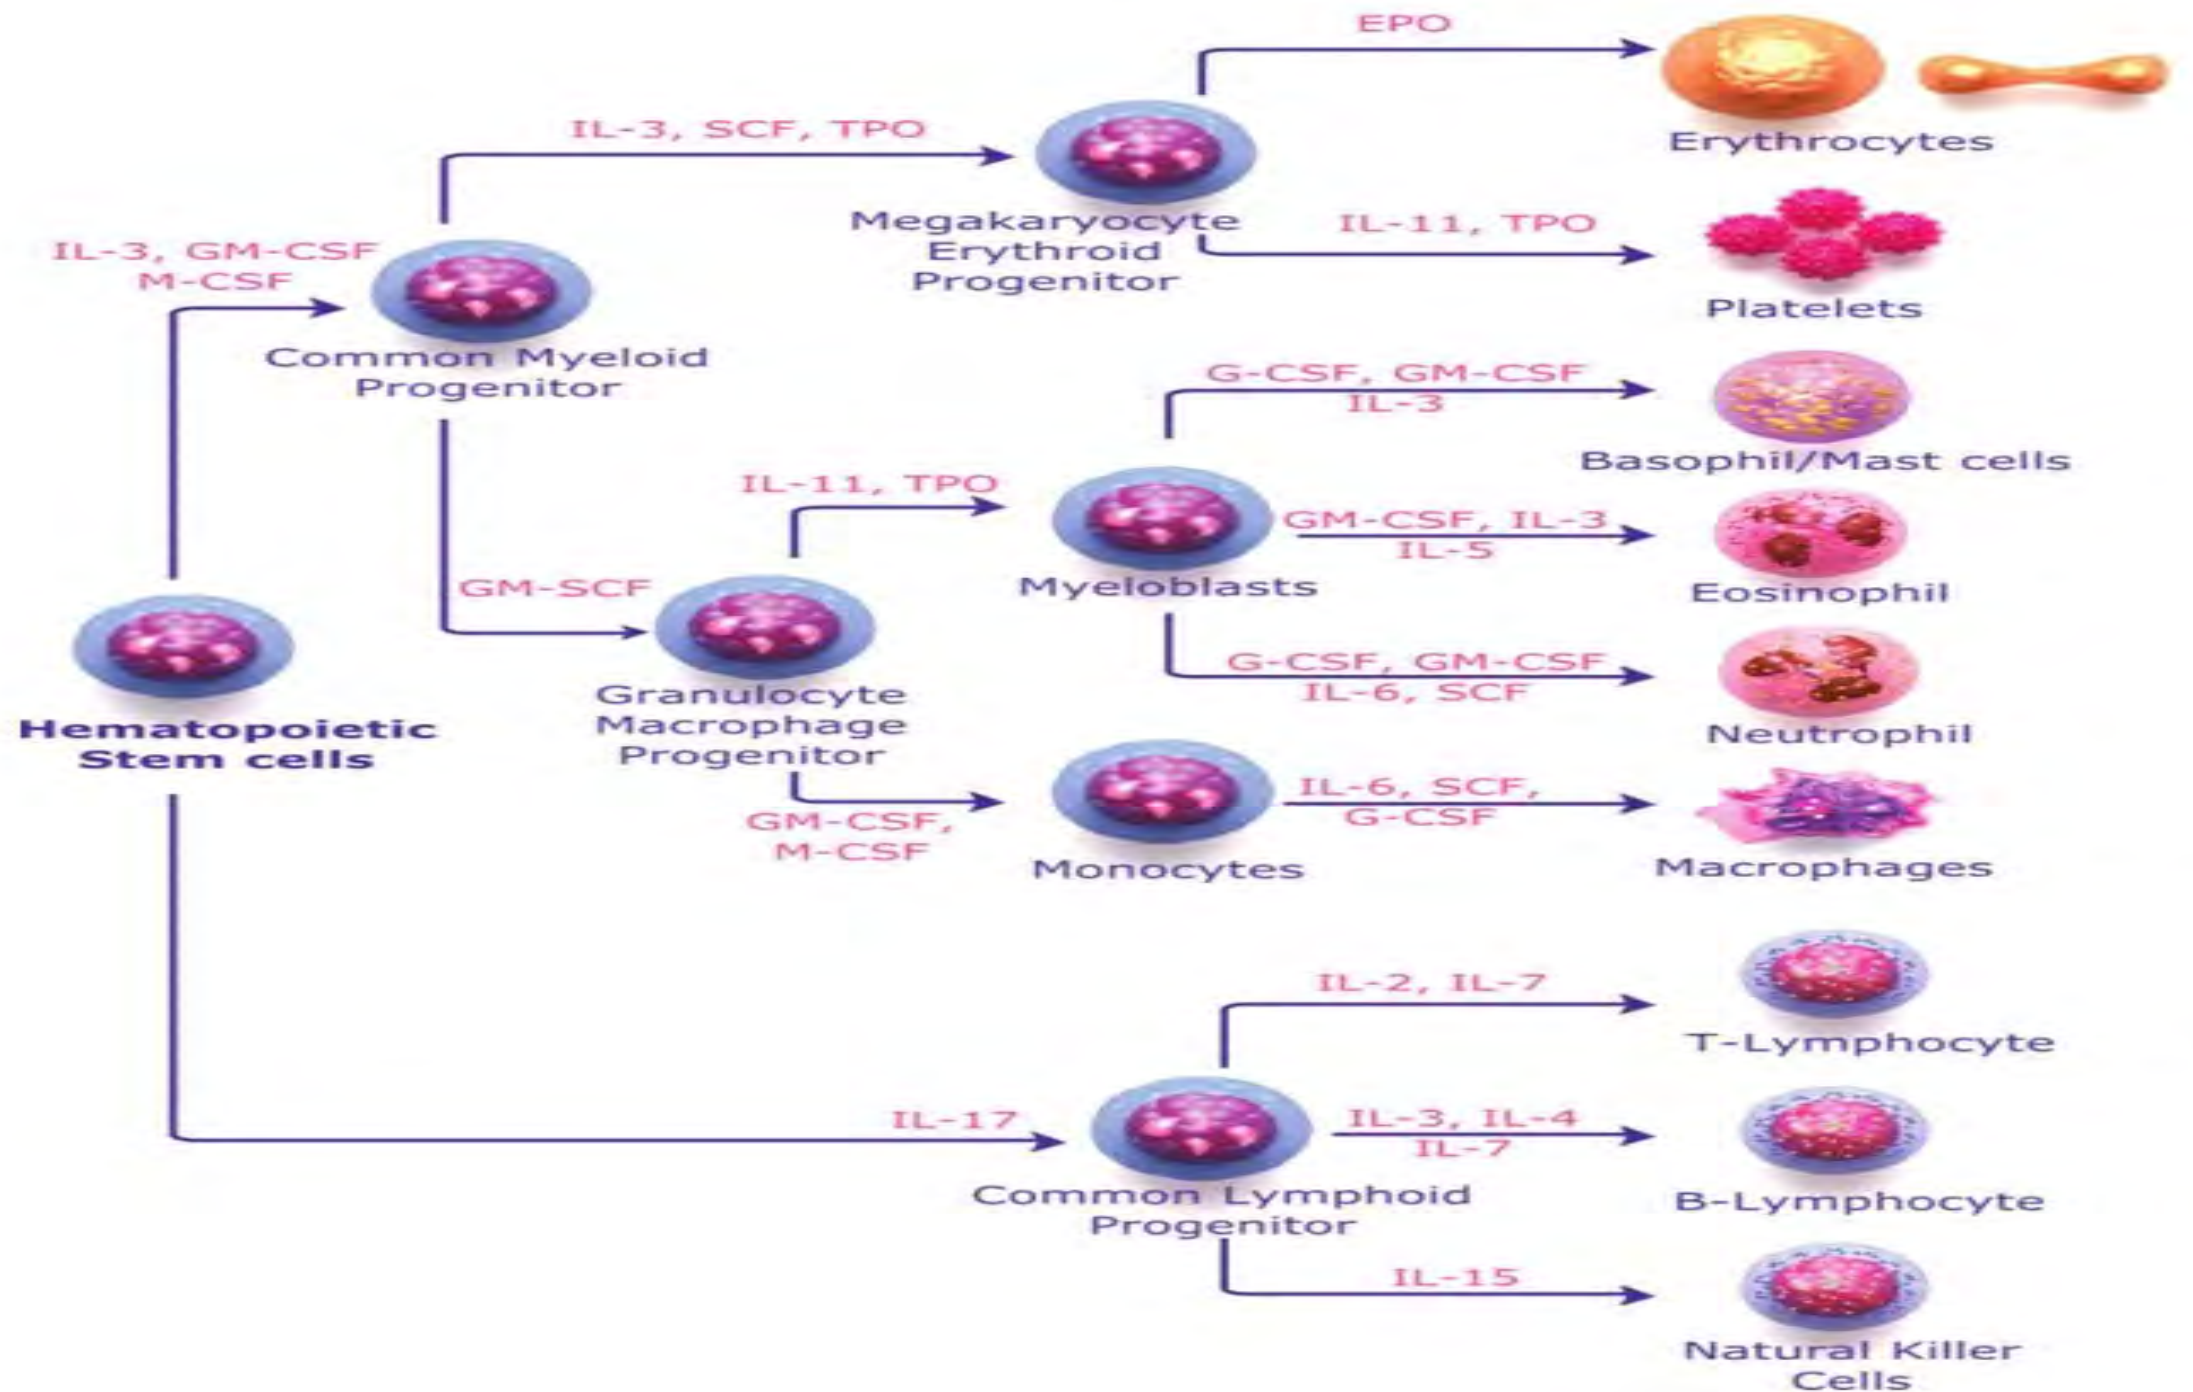 EPO
Erythrocytes
IL-3, SCF, TPO
Megakaryocyte
Erythroid
Progenitor
IL-11, TPO
Platelets
IL-3, GM-CSF
M-CSF
Common Myeloid
Progenitor
G-CSF, GM-CSF
IL-3
Basophil/Mast cells
IL-11, TPO
Myeloblasts
GM-CSF, IL-3
IL-5
Eosinophil
GM-SCF
Granulocyte
Macrophage
Progenitor
G-CSF, GM-CSF
IL-6, SCF
Neutrophil
Hematopoietic
Stem cells
GM-CSF,
M-CSF
Monocytes
IL-6, SCF,
G-CSF
Macrophages
IL-2, IL-7
T-Lymphocyte
IL-17
Common Lymphoid
Progenitor
IL-3, IL-4
IL-7
B-Lymphocyte
IL-15
Natural Killer
Cells